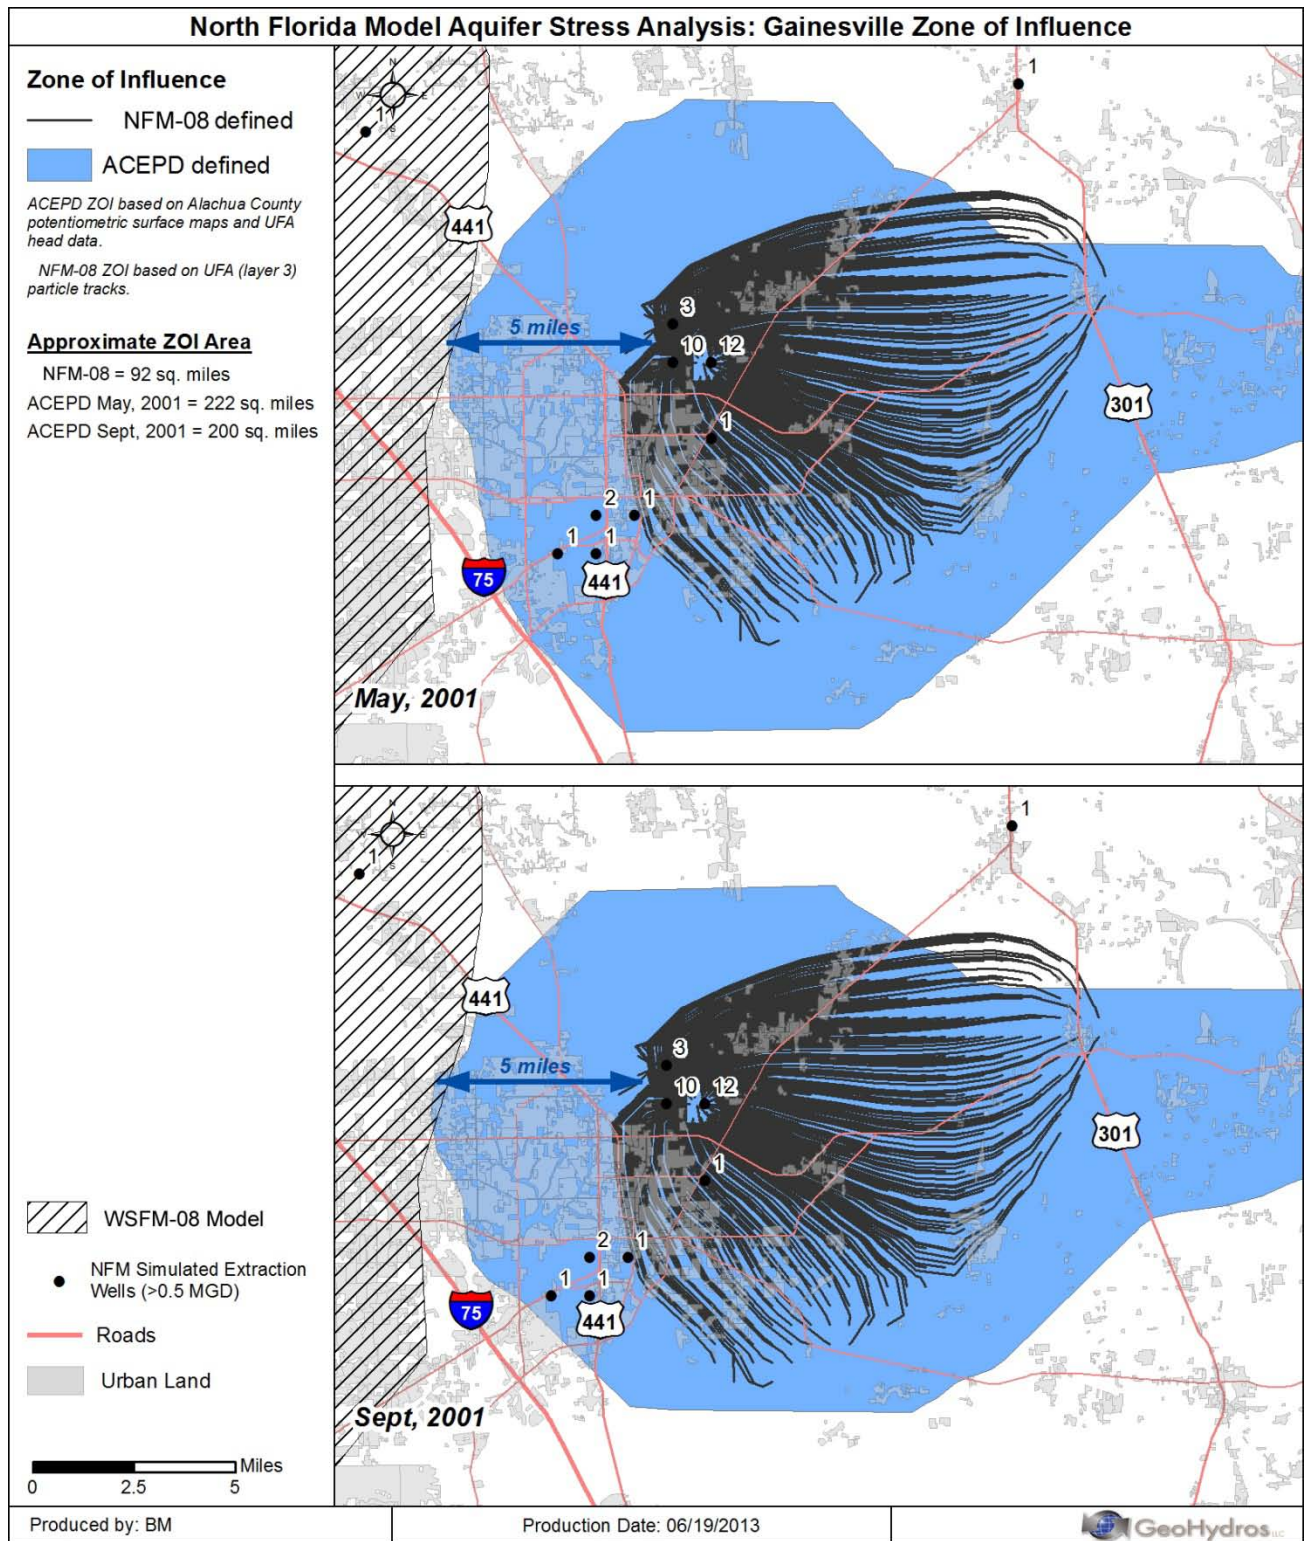 North Florida Model Aquifer Stress Analysis: Gainesville Zone of Influence
Zone of Influence
NFM-08 defined
ACEPD defined
ACEPD ZOI based on Alachua County
potentiometric surface maps and UFA
head data.
NFM-08 ZOI based on UFA (layer 3)
particle tracks.
Approximate ZOI Area
NFM-08 = 92 sq. miles
ACEPD May, 2001 = 222 sq. miles
ACEPD Sept, 2001 = 200 sq. miles
N
W
E
S
1
1
441
5 miles
3
10
12
301
1
2
1
1
1
75
441
May, 2001
N
E
S
1
1
441
5 miles
3
10
12
301
1
2
1
1
1
75
441
Sept, 2001
WSFM-08 Model
NFM Simulated Extraction
Wells (>0.5 MGD)
Roads
Urban Land
Miles
0 2.5 5
Produced by: BM
Production Date: 06/19/2013
GeoHydros